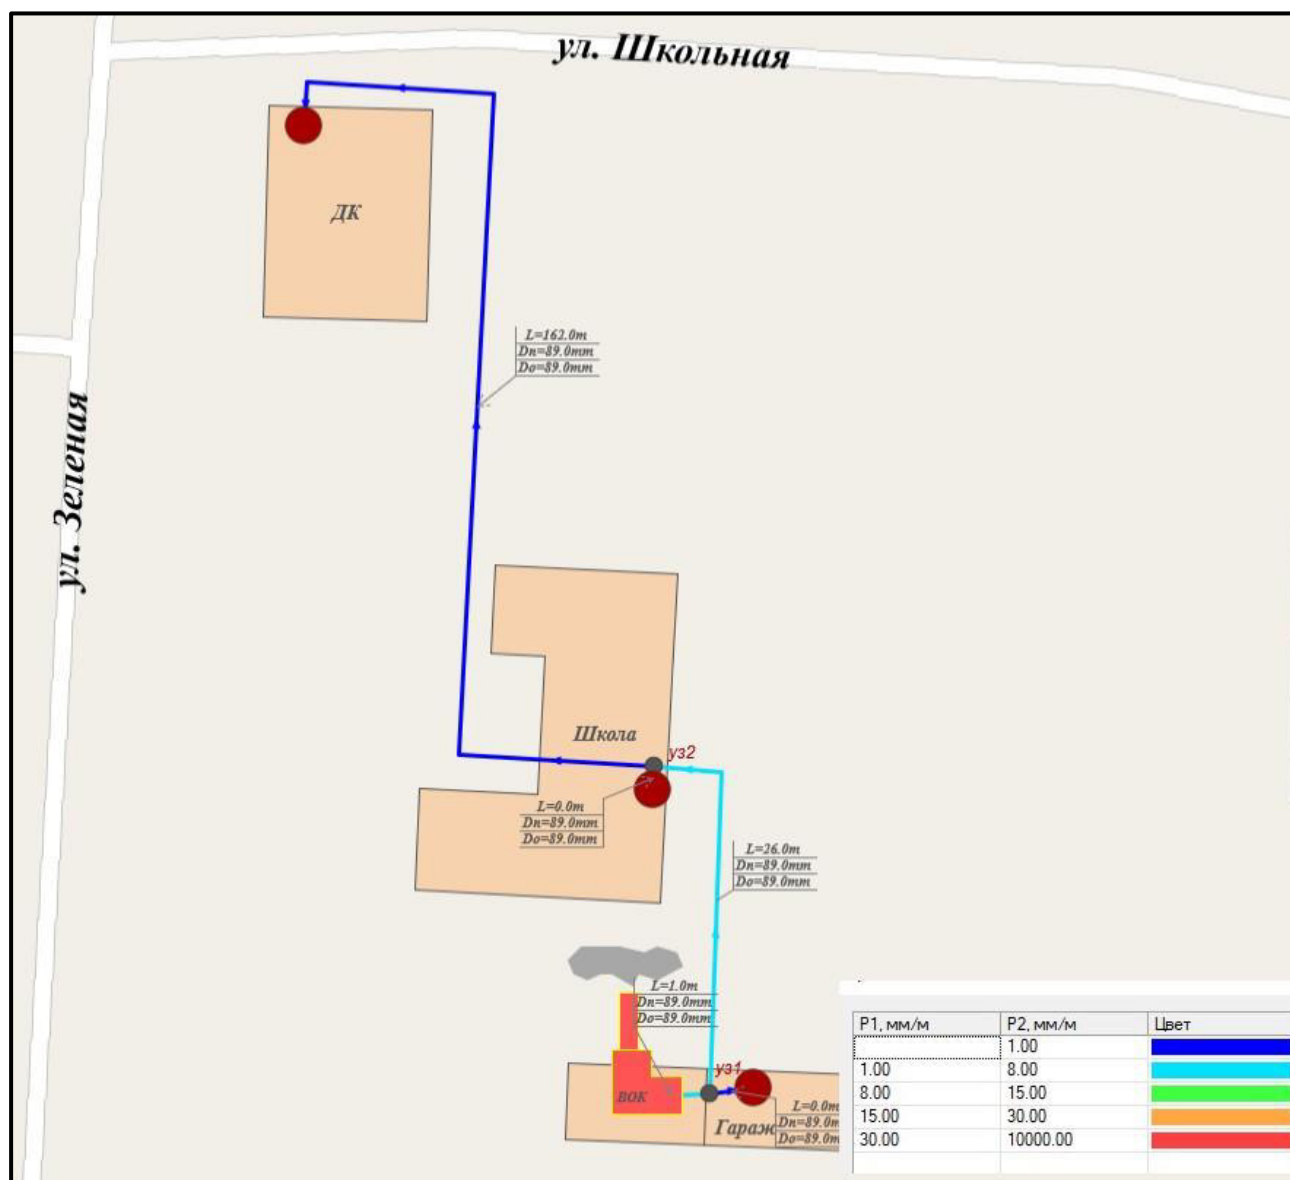 ул. Школьная
ДК
L=162.0m
Dn=89.0mm
Do=89.0mm
ул. Зеленая
Школа
уз2
L=0.0m
Dn=89.0mm
Do=89.0mm
L=26.0m
Dn=89.0mm
Do=89.0mm
L=1.0m
Dn=89.0mm
Do=89.0mm
P1, мм/м P2, мм/м Цвет
1.00
1.00 8.00
8.00 15.00
15.00 30.00
30.00 10000.00
уз1
ВОК
Гараж
L=0.0m
Dn=89.0m
Do=89.0m